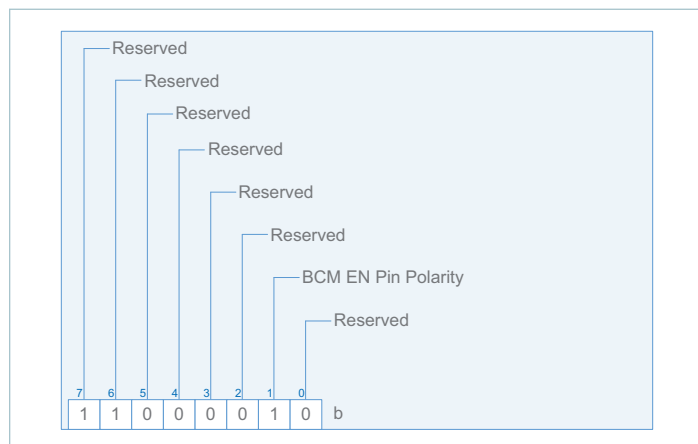 Reserved
Reserved
Reserved
Reserved
Reserved
Reserved
BCM EN Pin Polarity
Reserved
7 6 5 4 3 2 1 0
1 1 0 0 0 0 1 0 b